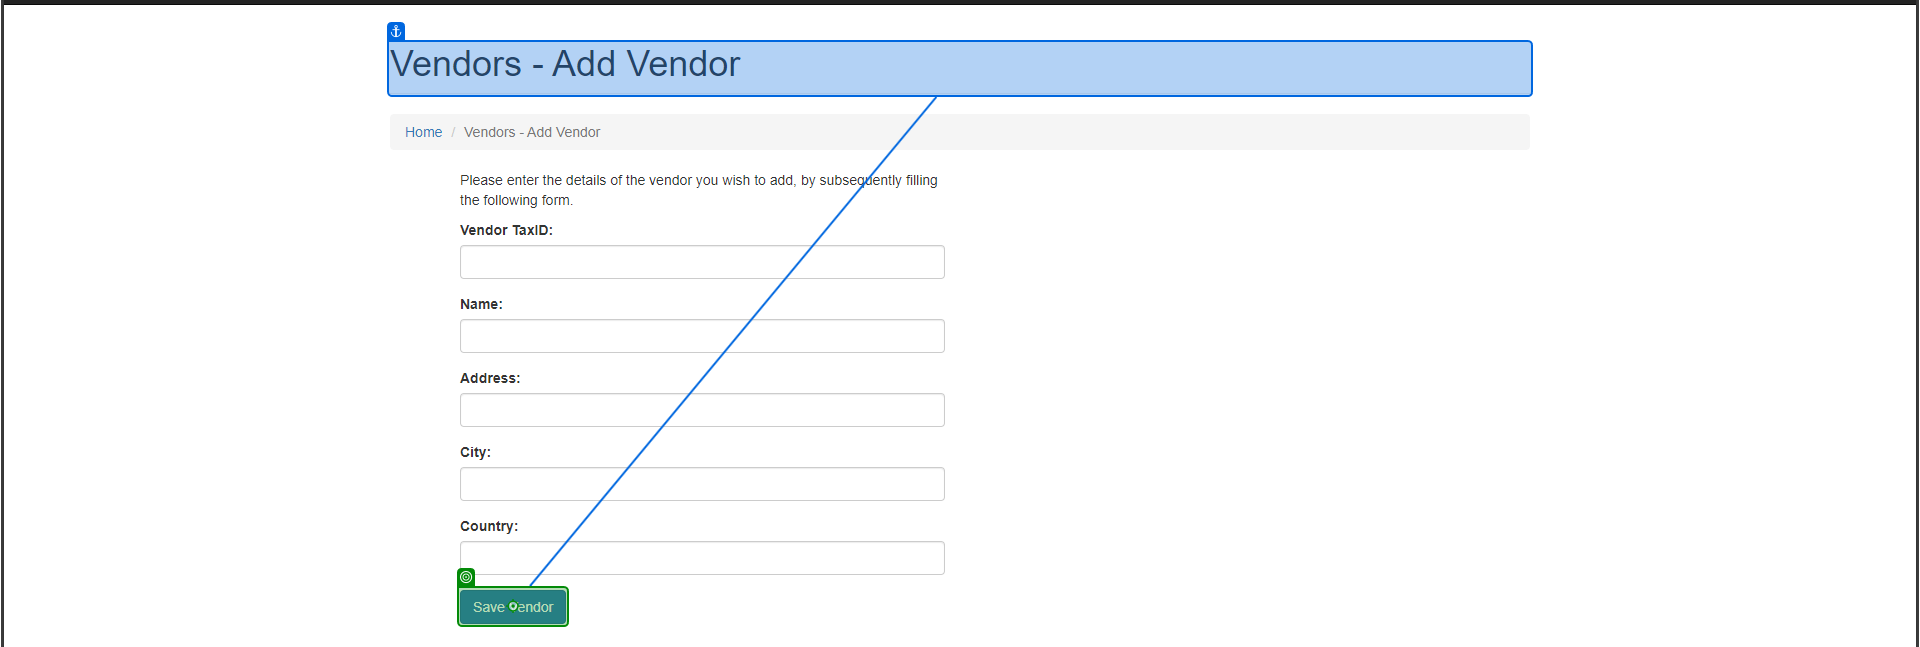 Vendors - Add Vendor
Home / Vendors - Add Vendor
Please enter the details of the vendor you wish to add, by subsequently filling
the following form.
Vendor TaxID:
Name:
Address:
City:
Country:
Save Vendor